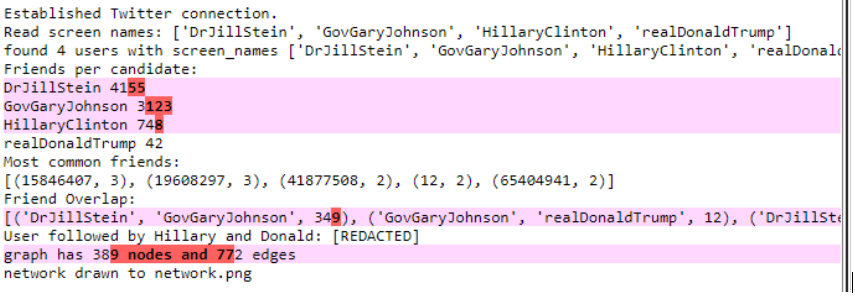 Established Twitter connection.
Read screen names: ['DrJillStein', 'GovGaryJohnson', 'HillaryClinton', 'realDonaldTrump']
found 4 users with screen_names ['DrJillStein', 'GovGaryJohnson', 'HillaryClinton', 'realDonald
Friends per candidate:
DrJillStein 4155
GovGaryJohnson 3123
HillaryClinton 748
realDonaldTrump 42
Most common friends:
[(15846407, 3), (19608297, 3), (41877508, 2), (12, 2), (65404941, 2)]
Friend Overlap:
[('DrJillStein', 'GovGaryJohnson', 349), ('GovGaryJohnson', 'realDonaldTrump', 12), ('DrJillSte
User followed by Hillary and Donald: [REDACTED]
graph has 389 nodes and 772 edges
network drawn to network.png